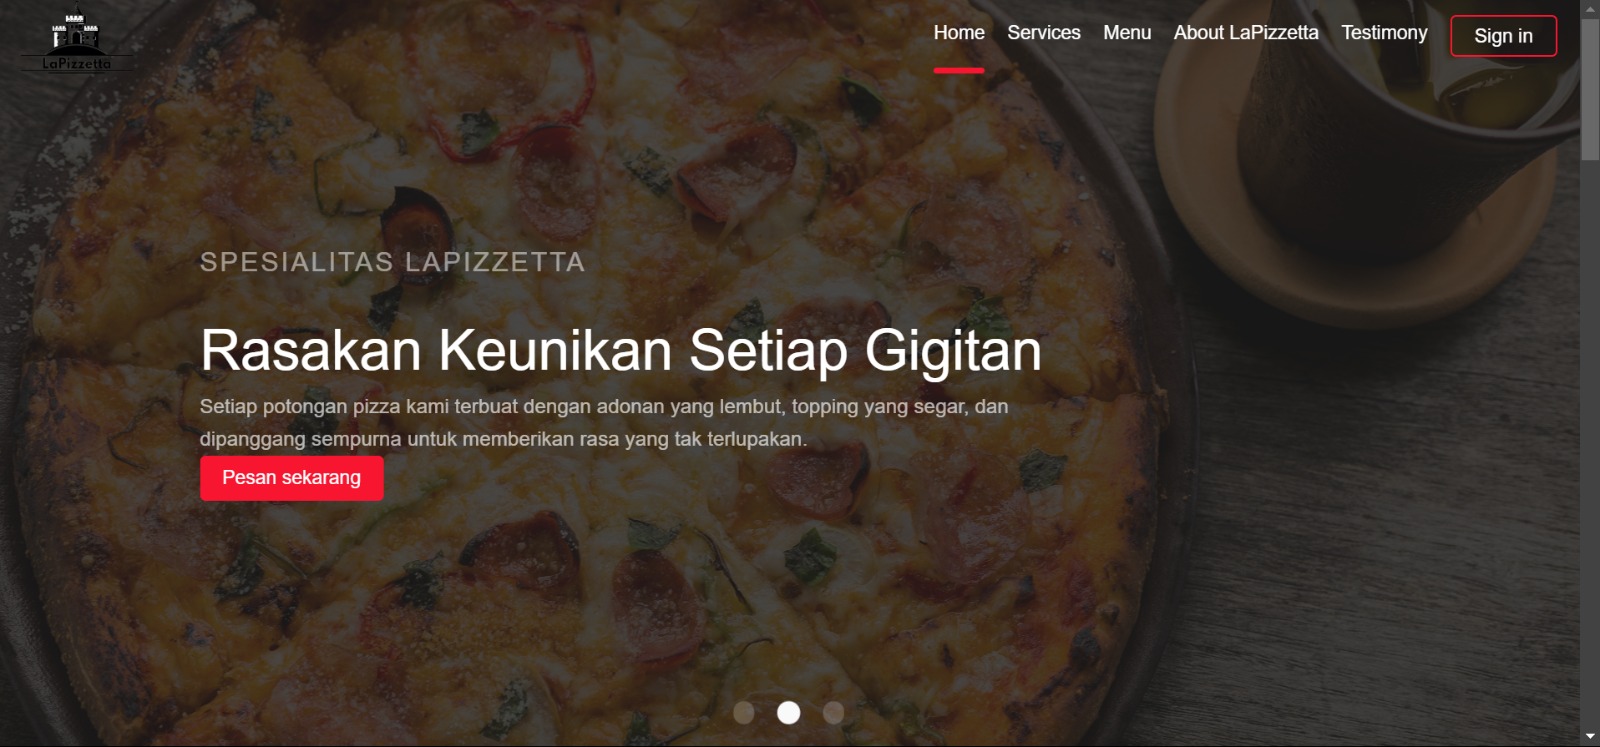 LaPizzetta
Home Services Menu About LaPizzetta Testimony Sign in
SPESIALITAS LAPIZZETTA
Rasakan Keunikan Setiap Gigitan
Setiap potongan pizza kami terbuat dengan adonan yang lembut, topping yang segar, dan
dipanggang sempurna untuk memberikan rasa yang tak terlupakan.
Pesan sekarang